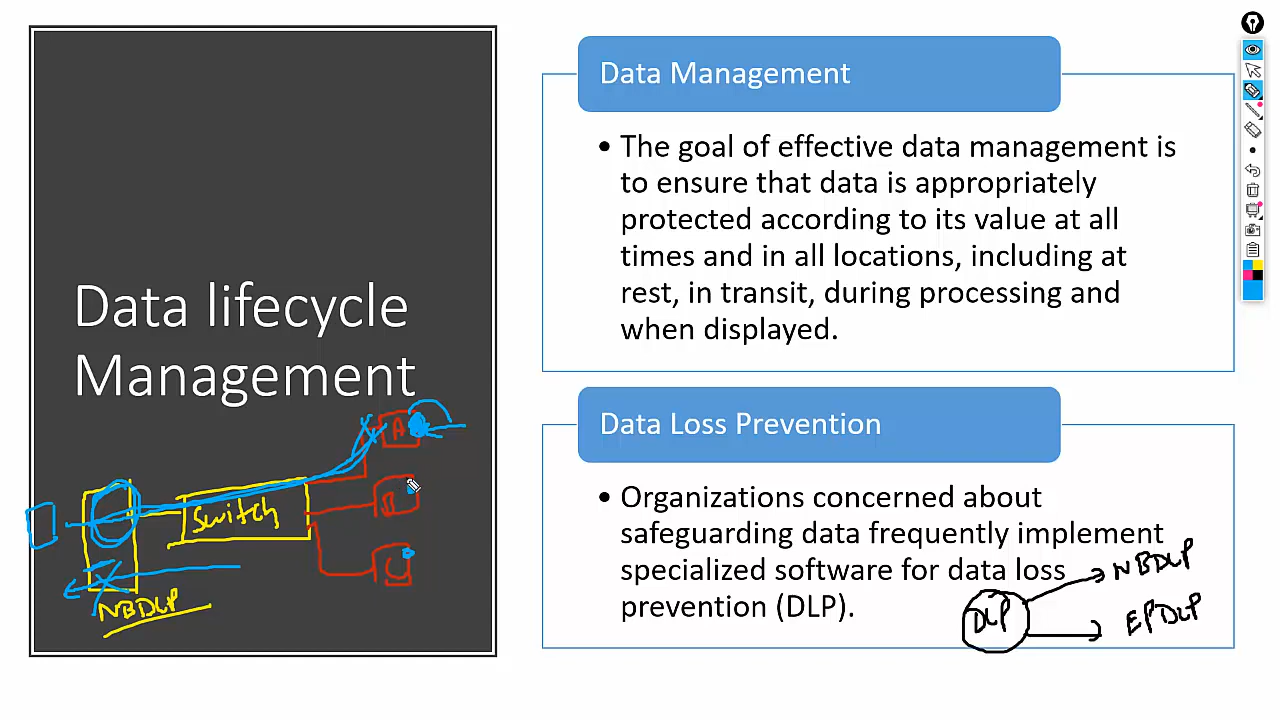 Data Management
• The goal of effective data management is
to ensure that data is appropriately
protected according to its value at all
times and in all locations, including at
rest, in transit, during processing and
when displayed.
Data lifecycle
Management
A
Switch
B
C
NBDLP
Data Loss Prevention
• Organizations concerned about
safeguarding data frequently implement
specialized software for data loss
prevention (DLP).
NBDLP
DLP
EPDLP